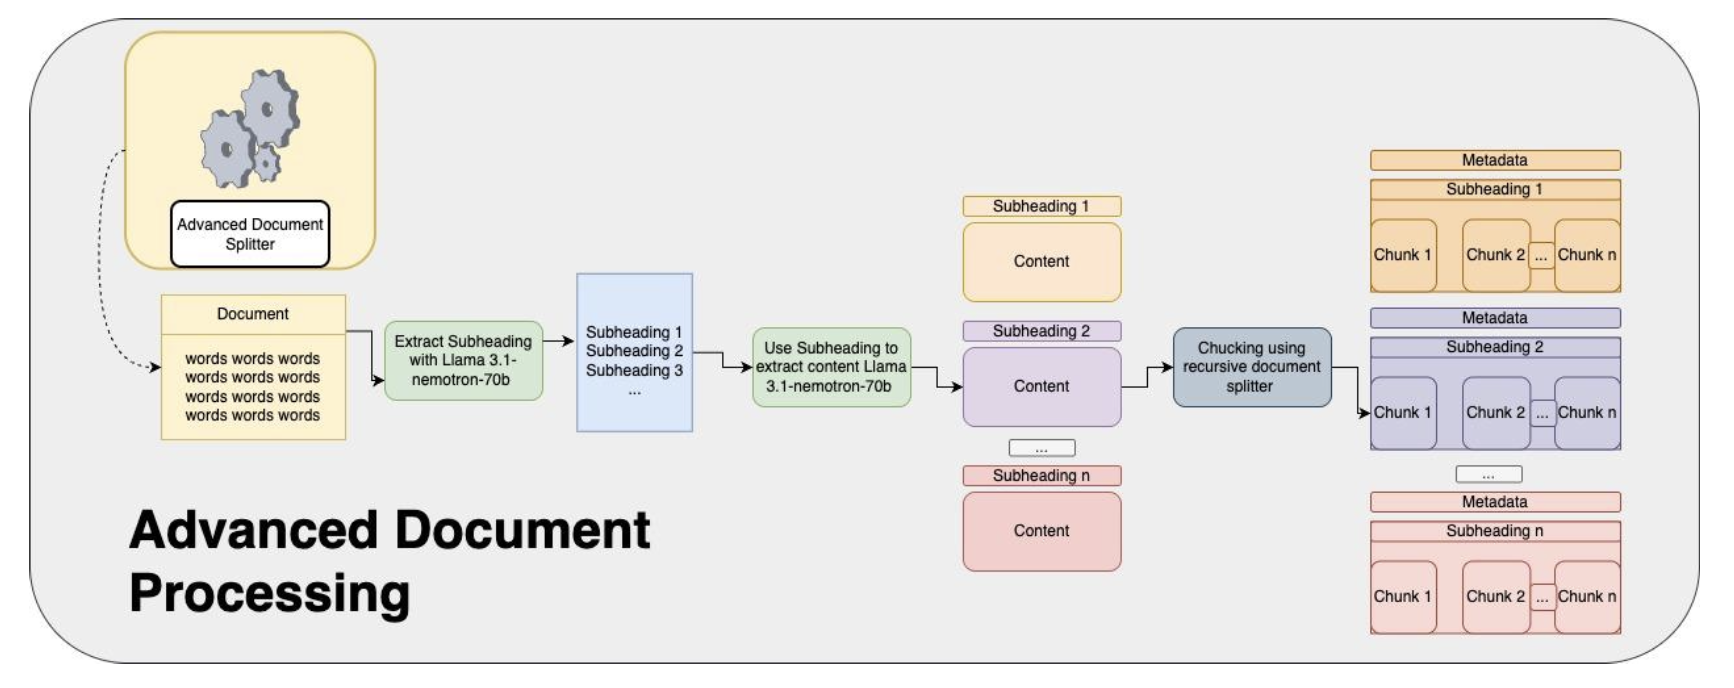 Advanced Document
Splitter
Document
words words words
words words words
words words words
words words words
Extract Subheading
with Llama 3.1-
nemotron-70b
Subheading 1
Subheading 2
Subheading 3
...
Use Subheading to
extract content Llama
3.1-nemotron-70b
Subheading 1
Content
Subheading 2
Content
...
Subheading n
Content
Chucking using
recursive document
splitter
Metadata
Subheading 1
Chunk 1 Chunk 2 ... Chunk n
Metadata
Subheading 2
Chunk 1 Chunk 2 ... Chunk n
...
Metadata
Subheading n
Chunk 1 Chunk 2 ... Chunk n
Advanced Document
Processing